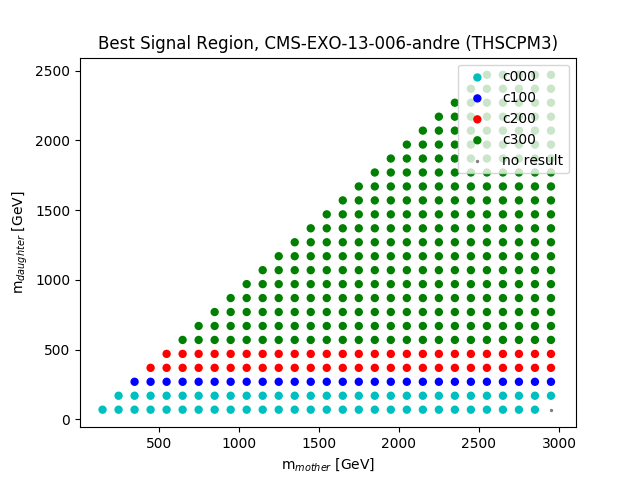 Best Signal Region, CMS-EXO-13-006-andre (THSCPM3)
2500
2000
1500
1000
500
0
m_daughter [GeV]
c000
c100
c200
c300
no result
500
1000
1500
2000
2500
3000
m_mother [GeV]